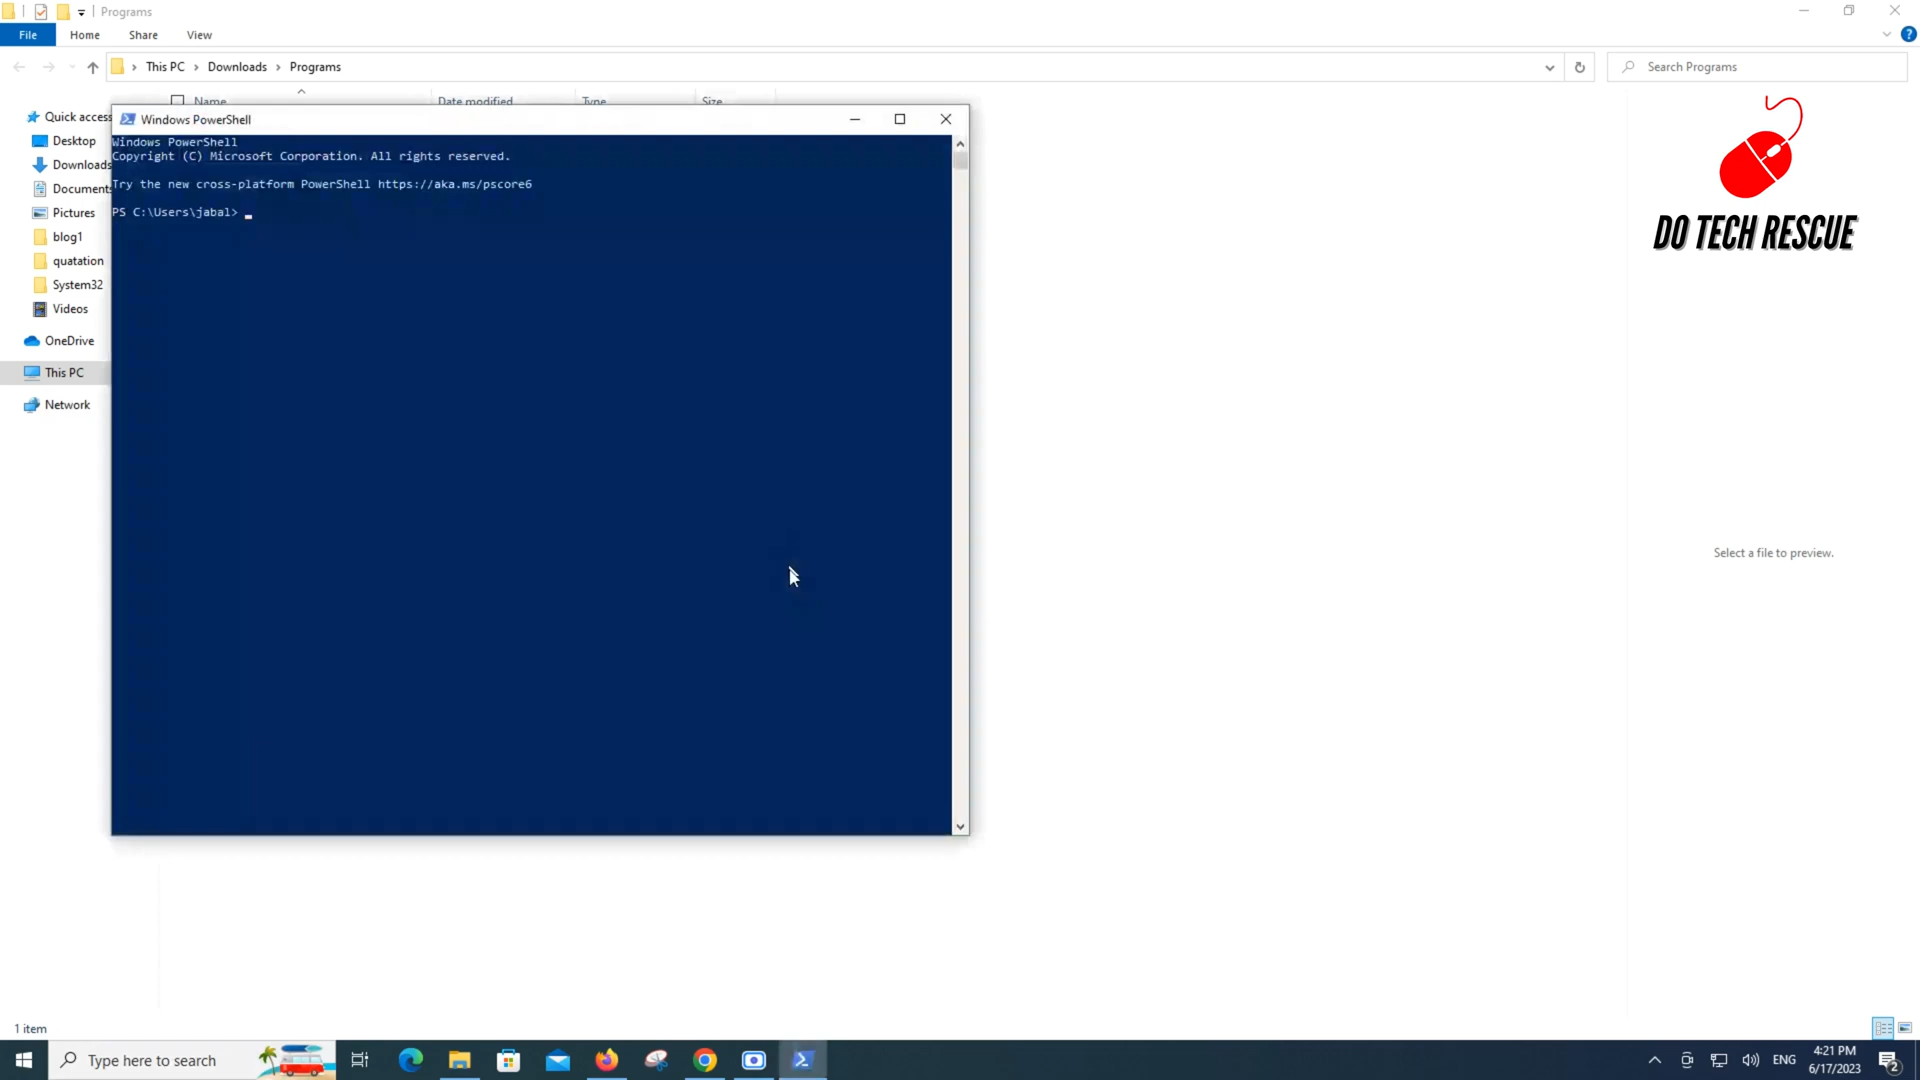 Programs
File Home Share View
This PC Downloads Programs
Search Programs
Name Date modified Type Size
Quick access
Desktop
Downloads
Documents
Pictures
blog1
quatation
System32
Videos
OneDrive
This PC
Network
Windows PowerShell
Windows PowerShell
Copyright (C) Microsoft Corporation. All rights reserved.
Try the new cross-platform PowerShell https://aka.ms/pscore6
PS C:\Users\jabal>
DO TECH RESCUE
Select a file to preview.
1 item
Type here to search
ENG
4:21 PM
6/17/2023
2